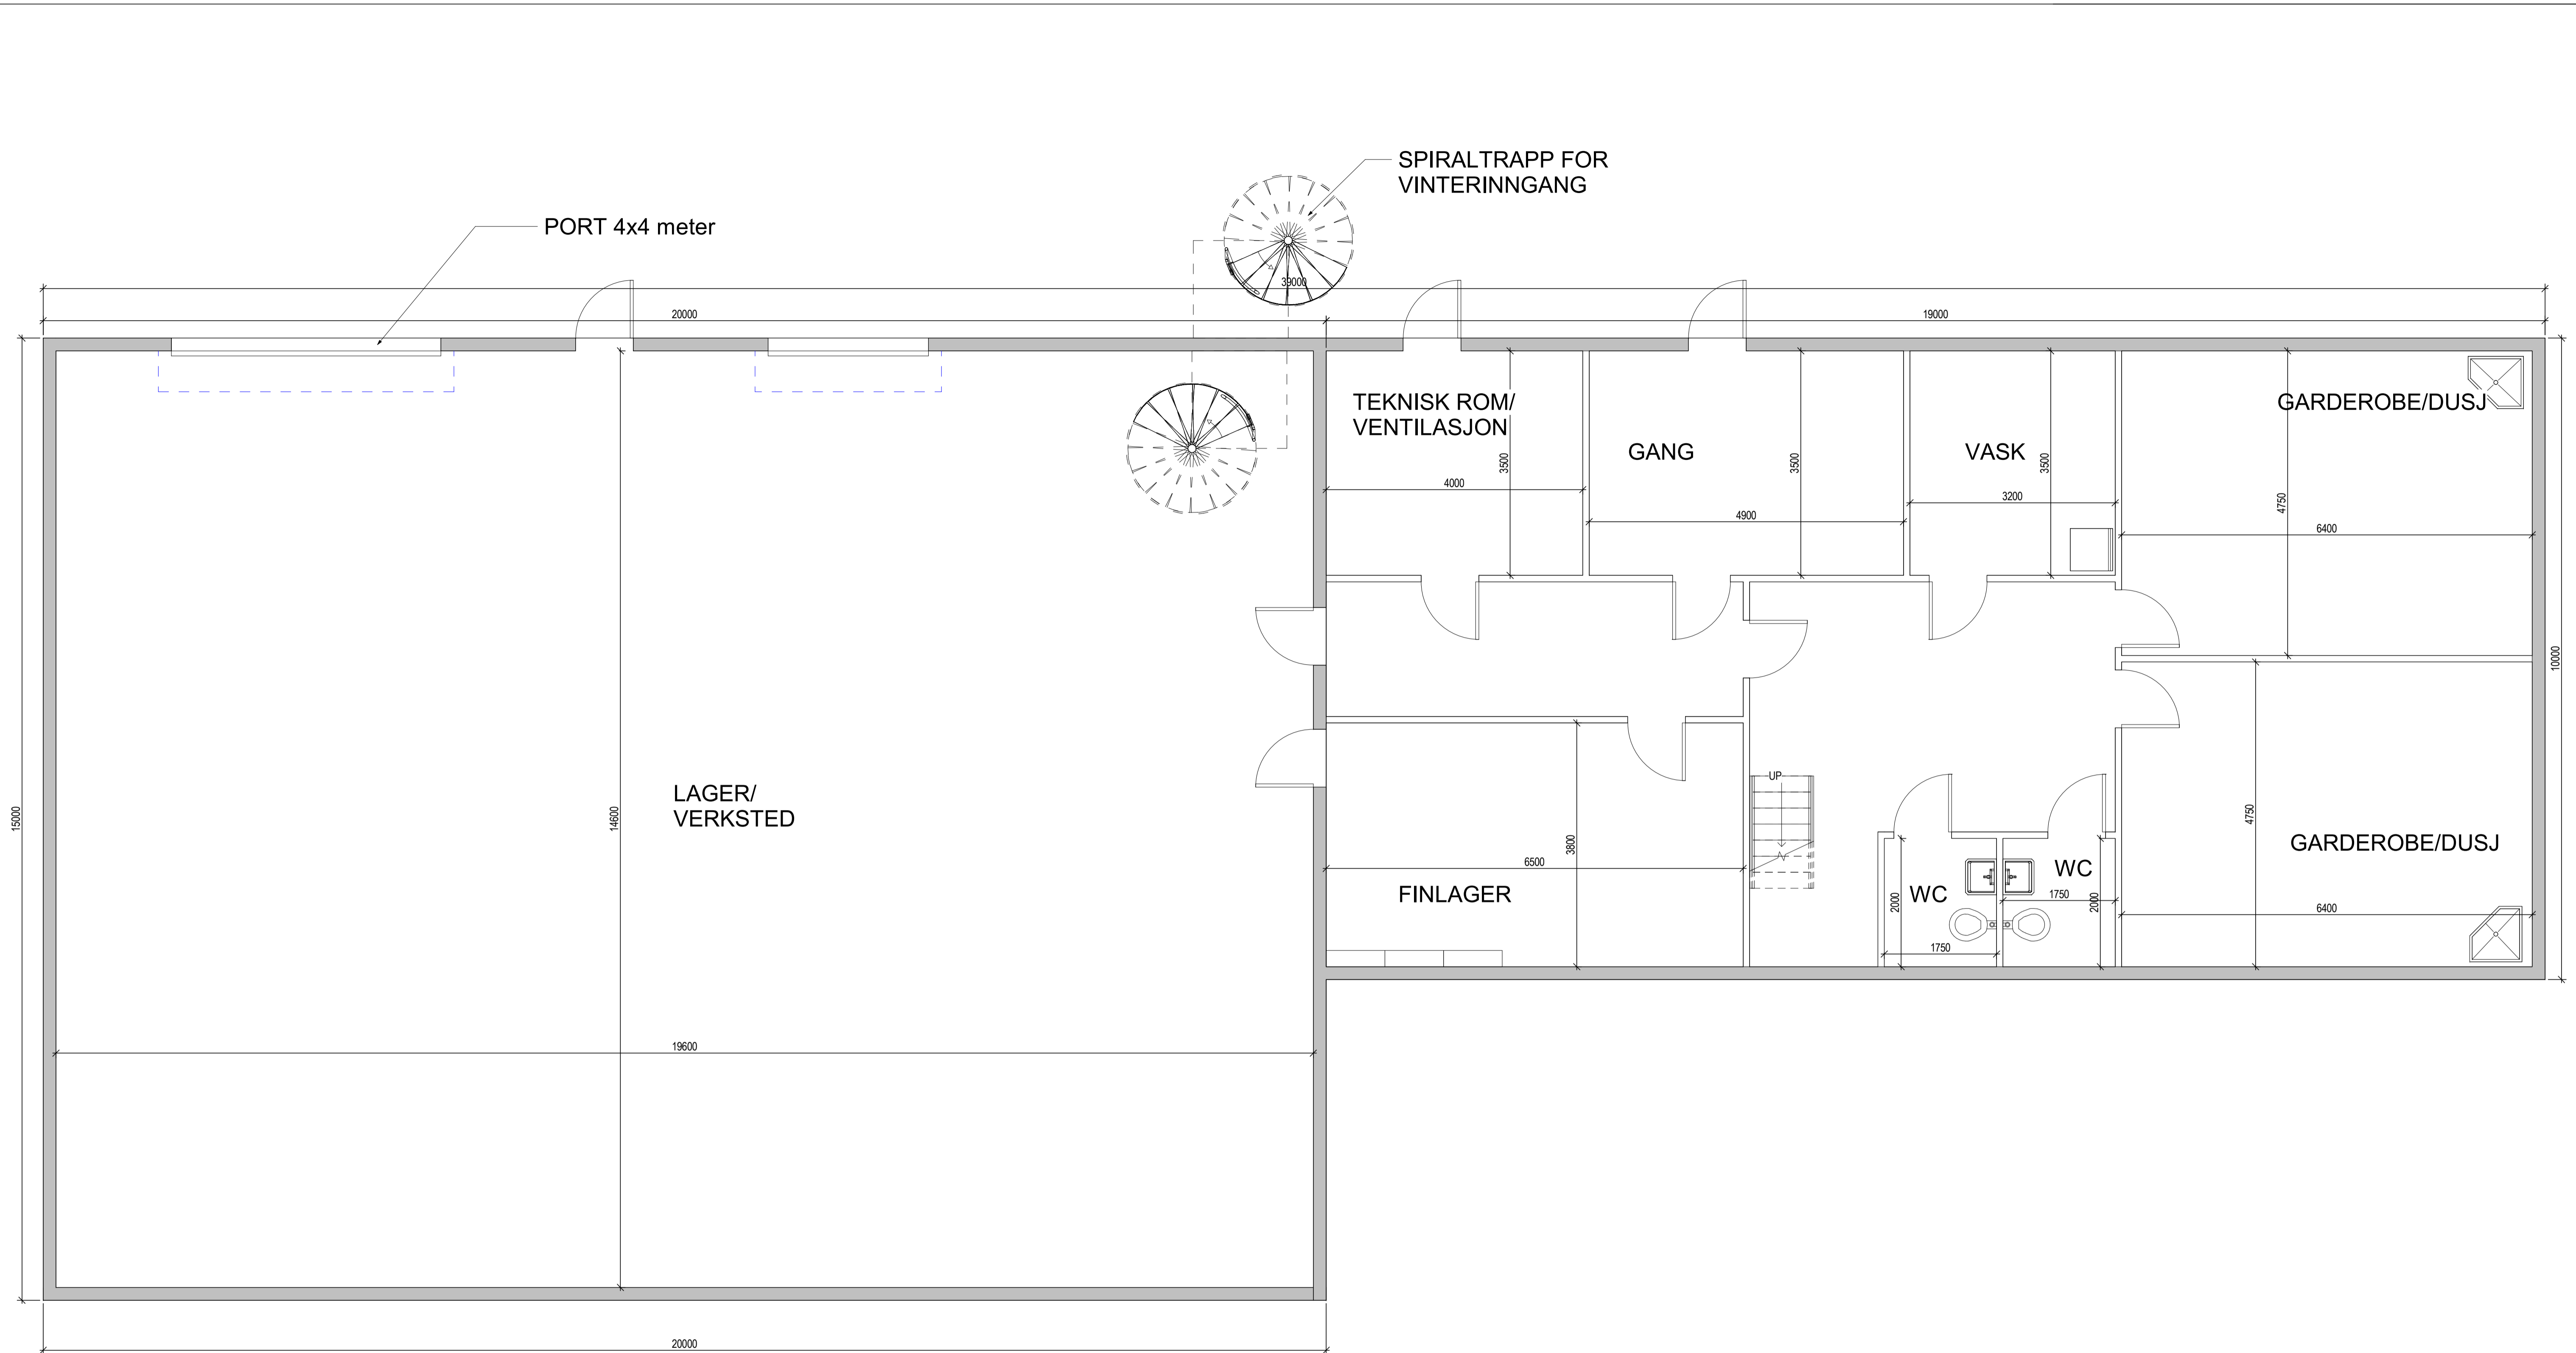 SPIRALTRAPP FOR
VINTERINNGANG
PORT 4x4 meter
39000
20000
19000
TEKNISK ROM/
VENTILASJON
3500
4000
GANG
3500
4900
VASK
3500
3200
GARDEROBE/DUSJ
4750
6400
10000
15000
14600
LAGER/
VERKSTED
19600
UP
3800
6500
FINLAGER
WC
2000
1750
WC
1750
2000
4750
GARDEROBE/DUSJ
6400
20000